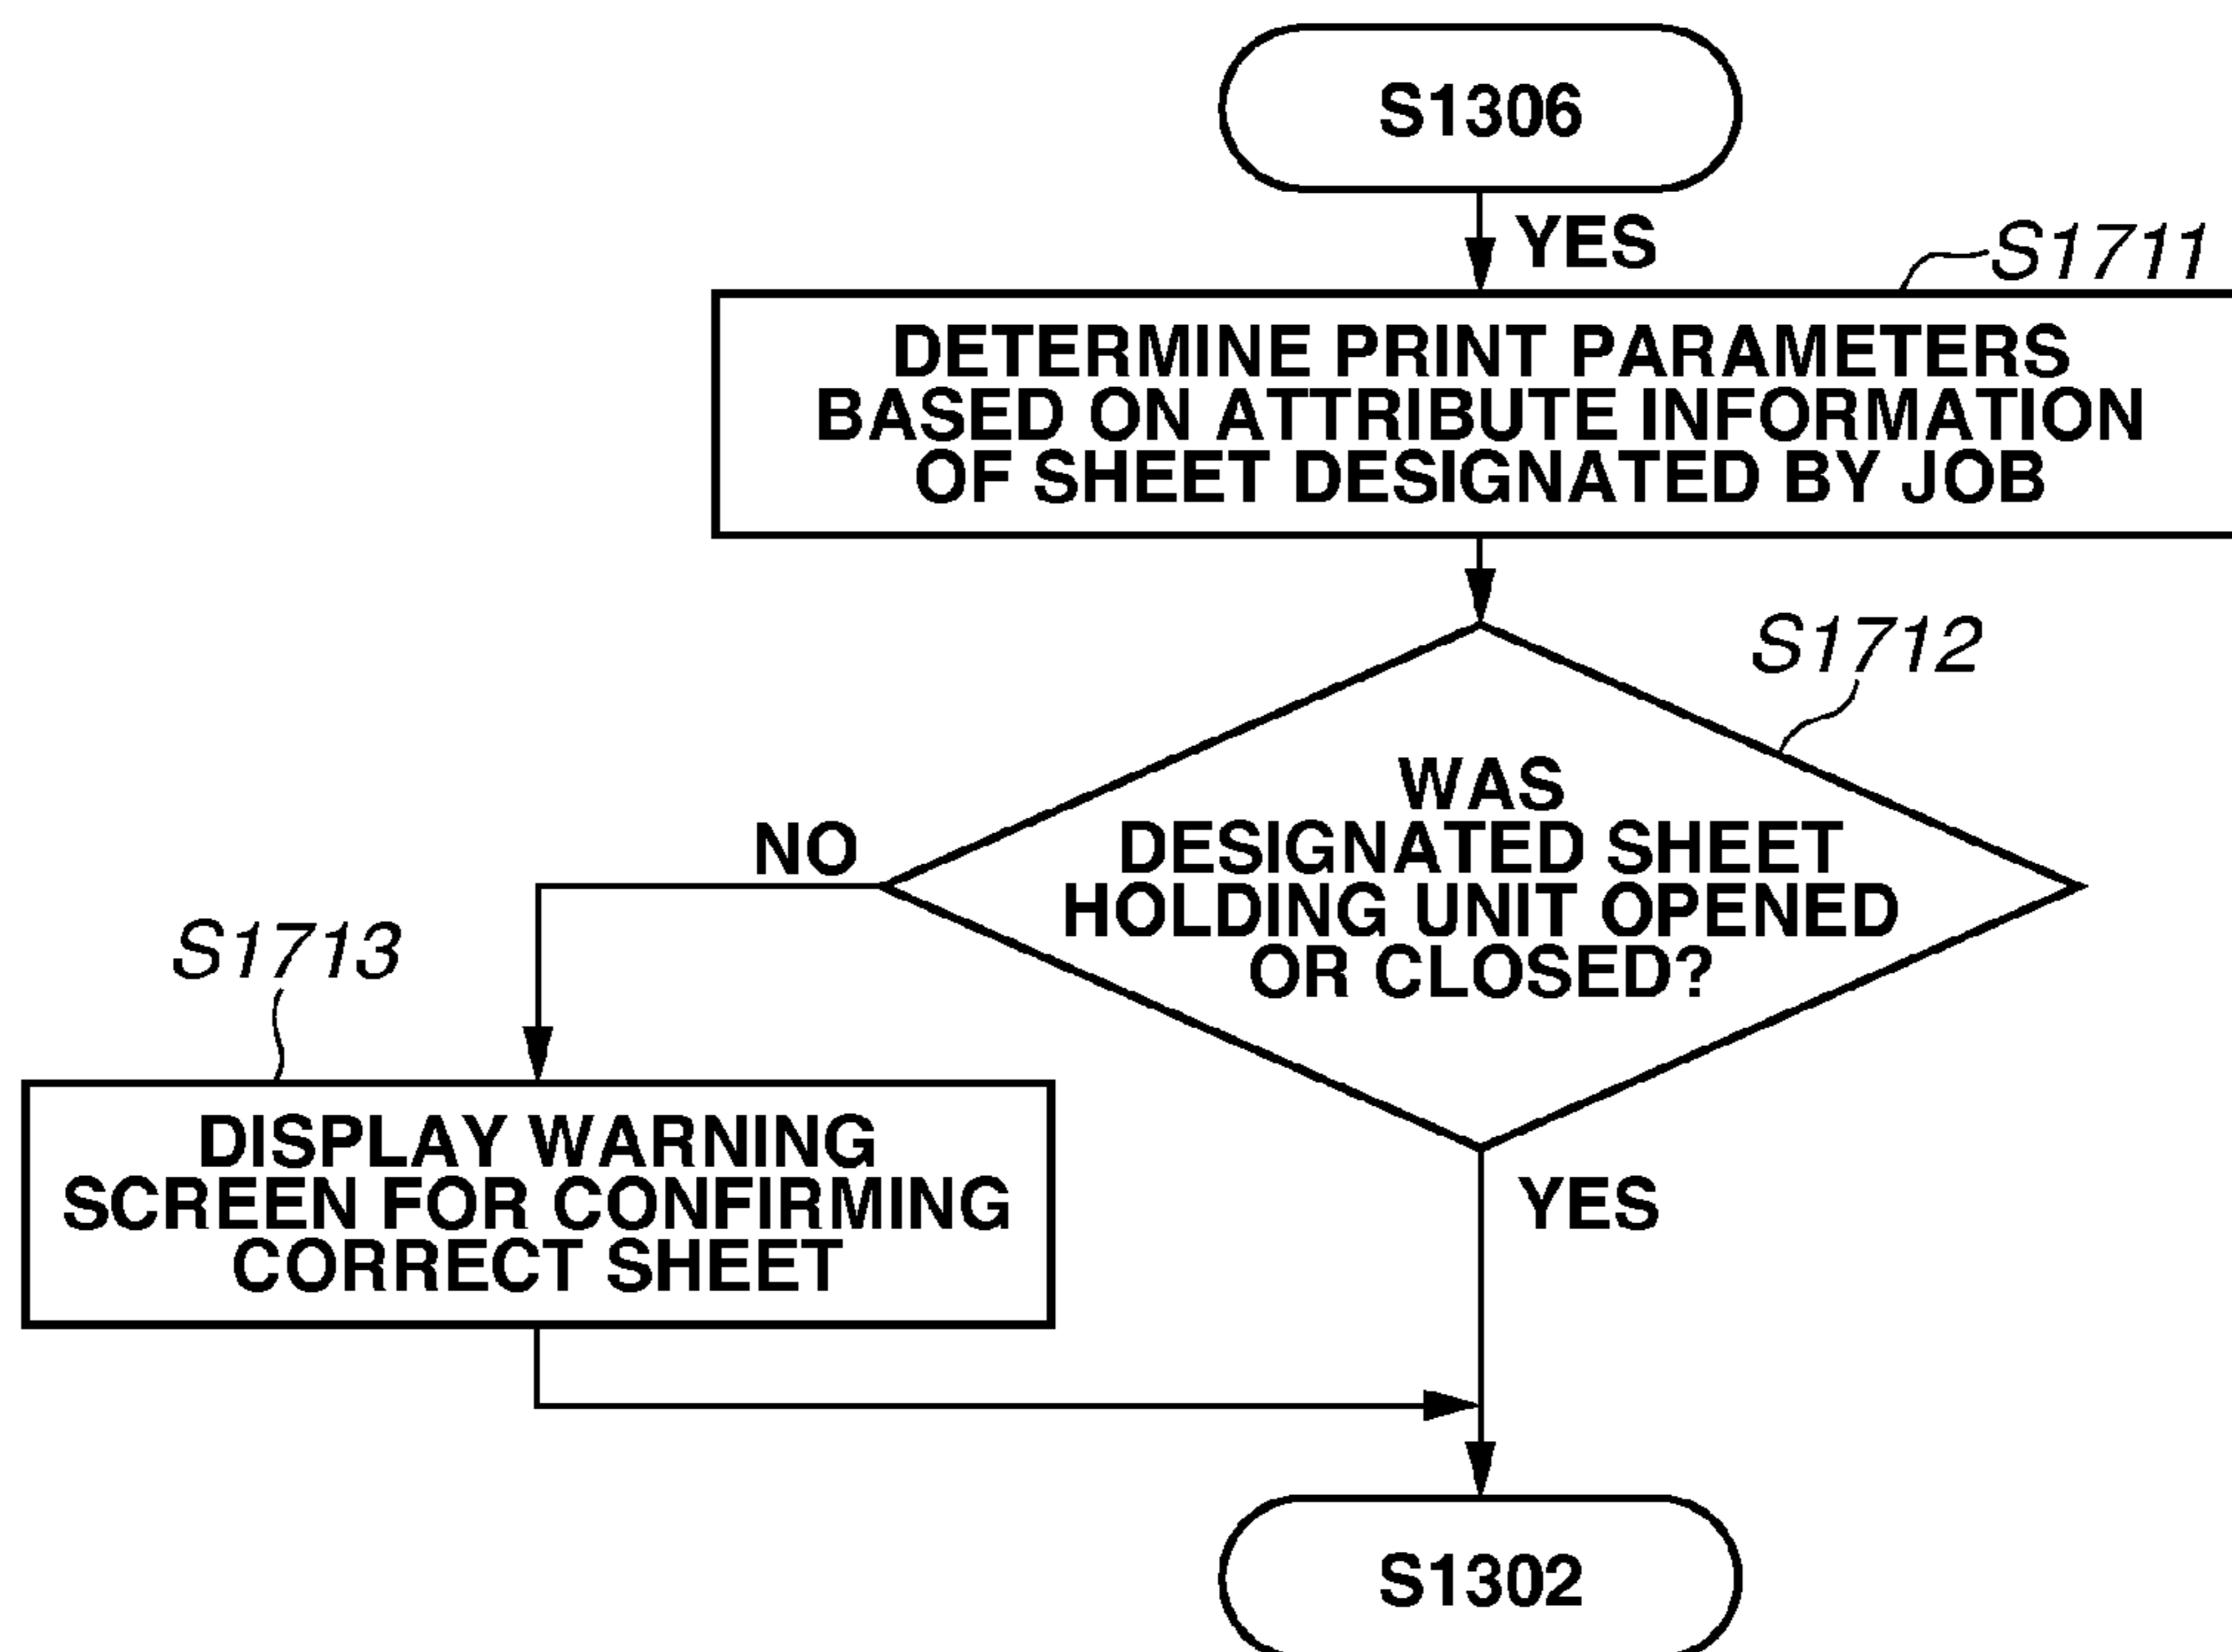 S1306
YES
S1711
DETERMINE PRINT PARAMETERS
BASED ON ATTRIBUTE INFORMATION
OF SHEET DESIGNATED BY JOB
S1712
WAS
DESIGNATED SHEET
HOLDING UNIT OPENED
OR CLOSED?
NO
S1713
DISPLAY WARNING
SCREEN FOR CONFIRMING
CORRECT SHEET
YES
S1302